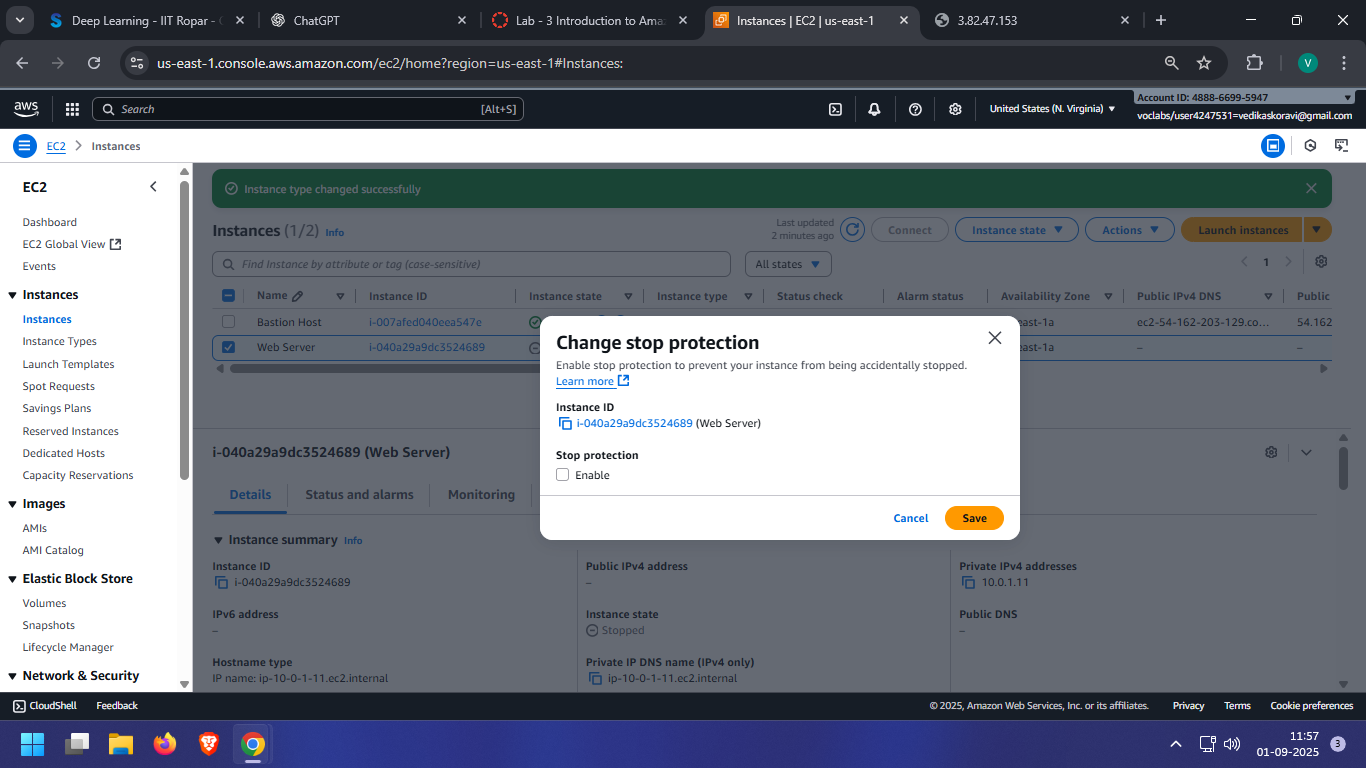 Deep Learning - IIT Ropar - C
ChatGPT
Lab - 3 Introduction to Amaz
Instances | EC2 | us-east-1
3.82.47.153
us-east-1.console.aws.amazon.com/ec2/home?region=us-east-1#Instances:
V
aws
Search
[Alt+S]
United States (N. Virginia)
Account ID: 4888-6699-5947
voclabs/user4247531=vedikaskoravi@gmail.com
EC2
Instances
EC2
Dashboard
EC2 Global View
Events
Instances
Instances
Instance Types
Launch Templates
Spot Requests
Savings Plans
Reserved Instances
Dedicated Hosts
Capacity Reservations
Images
AMIs
AMI Catalog
Elastic Block Store
Volumes
Snapshots
Lifecycle Manager
Network & Security
Instance type changed successfully
Instances (1/2) Info
Last updated
2 minutes ago
Connect
Instance state
Actions
Launch instances
Find Instance by attribute or tag (case-sensitive)
All states
1
Name
Instance ID
Instance state
Instance type
Status check
Alarm status
Availability Zone
Public IPv4 DNS
Public
Bastion Host
i-007afed040eea547e
east-1a
ec2-54-162-203-129.co...
54.162
Web Server
i-040a29a9dc3524689
east-1a
–
–
Change stop protection
Enable stop protection to prevent your instance from being accidentally stopped.
Learn more
Instance ID
i-040a29a9dc3524689 (Web Server)
Stop protection
Enable
Cancel
Save
i-040a29a9dc3524689 (Web Server)
Details
Status and alarms
Monitoring
Instance summary Info
Instance ID
i-040a29a9dc3524689
Public IPv4 address
–
Private IPv4 addresses
10.0.1.11
IPv6 address
–
Instance state
Stopped
Public DNS
–
Hostname type
IP name: ip-10-0-1-11.ec2.internal
Private IP DNS name (IPv4 only)
ip-10-0-1-11.ec2.internal
CloudShell
Feedback
© 2025, Amazon Web Services, Inc. or its affiliates.
Privacy
Terms
Cookie preferences
11:57
01-09-2025
3